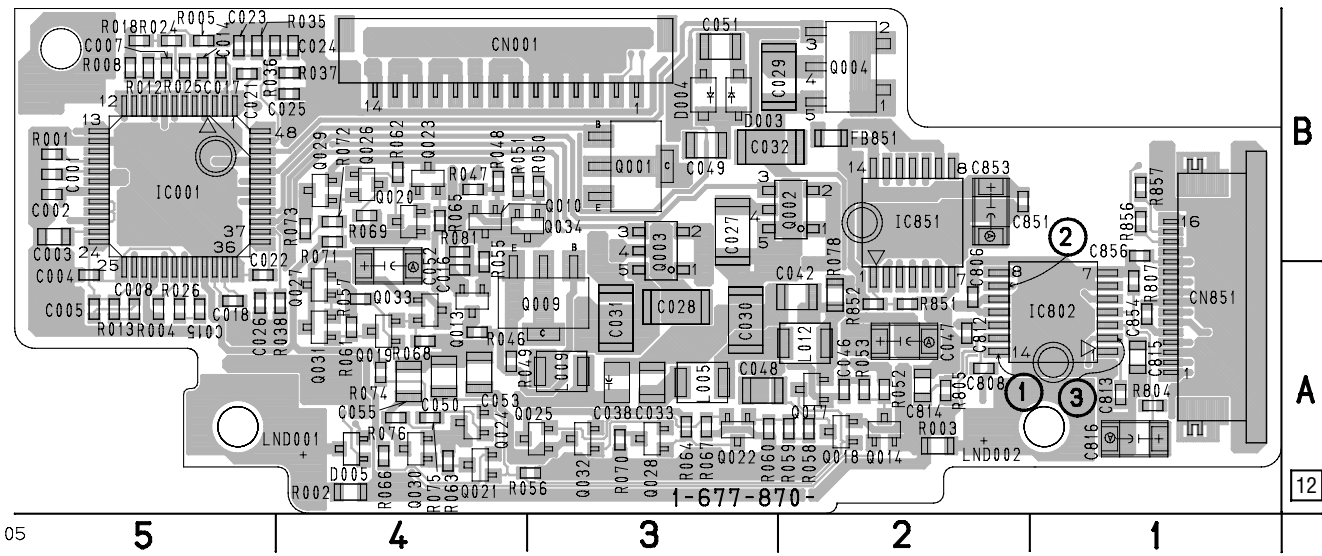 R018 R024 R005 C014 C023 R035
C007 C024
R008 R012 R025 C017 C021 R036 R037
C025
CN001
14 1
C051
D004
D003
C029
3 2
Q004
4
5 1
FB851
B
12 1
13 48
R001
C001
IC001
C002
C003
24 37
25 36
C004
C022
C005
R013
C008
R004
R026
C015
C018
C026
R038
Q029
R072
Q026
R062
Q023
R048
R051
R050
R047
Q020
R065
Q010
Q034
R073
R069
R081
R055
R071
C052
C016
Q027
R057
Q033
Q013
R046
Q031
R061
Q019
R068
R049
B
Q001
C
E
C049
C032
3 2
Q002
4
5 1
C027
3 2
Q003
4
5 1
E B
Q009
C
C031
C028
C030
C042
R078
L012
14 8
IC851
1 7
C853
C851
R852
R851
C806
C047
C812
8 7
IC802
14 1
2
1
3
R857
R856
C856
R807
C854
C815
16
CN851
1
R074
C055
C050
C053
R076
Q024
Q025
L009
C038
C033
L005
C048
C046
R053
R052
Q017
C814
R805
C808
C813
R804
C816
A
LND001
+
D005
R002
R066
Q030
R075
R063
Q021
R056
Q032
R070
Q028
R064
R067
Q022
R060
R059
R058
Q018
Q014
R003
+
LND002
1-677-870-
12
05
5 4 3 2 1